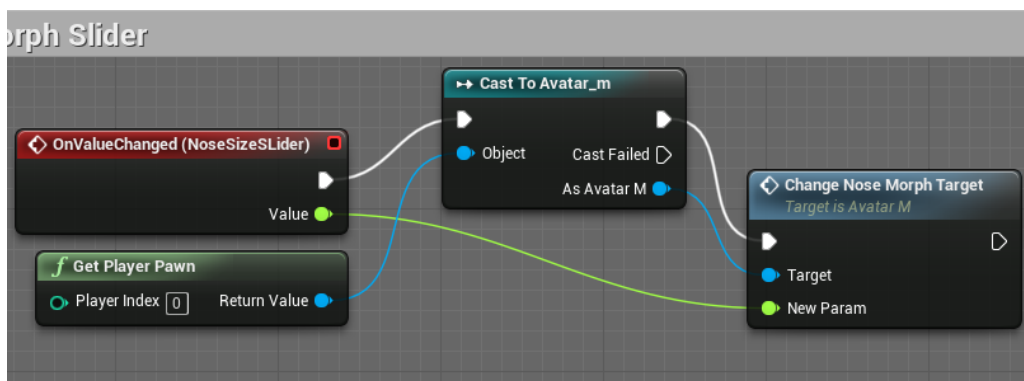 orph Slider
Cast To Avatar_m
OnValueChanged (NoseSizeSLider)
Object
Cast Failed
As Avatar M
Value
Change Nose Morph Target
Target is Avatar M
f Get Player Pawn
Player Index 0
Return Value
Target
New Param